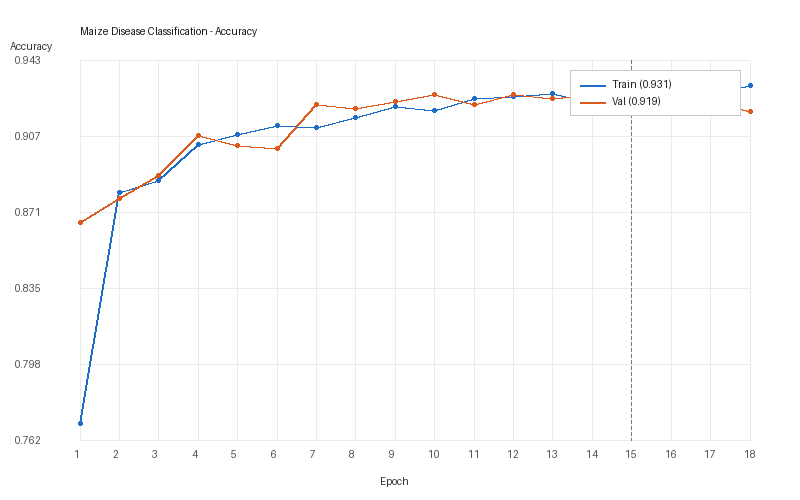 Maize Disease Classification - Accuracy
Accuracy
0.943
0.907
0.871
0.835
0.798
0.762
Train (0.931)
Val (0.919)
1 2 3 4 5 6 7 8 9 10 11 12 13 14 15 16 17 18
Epoch